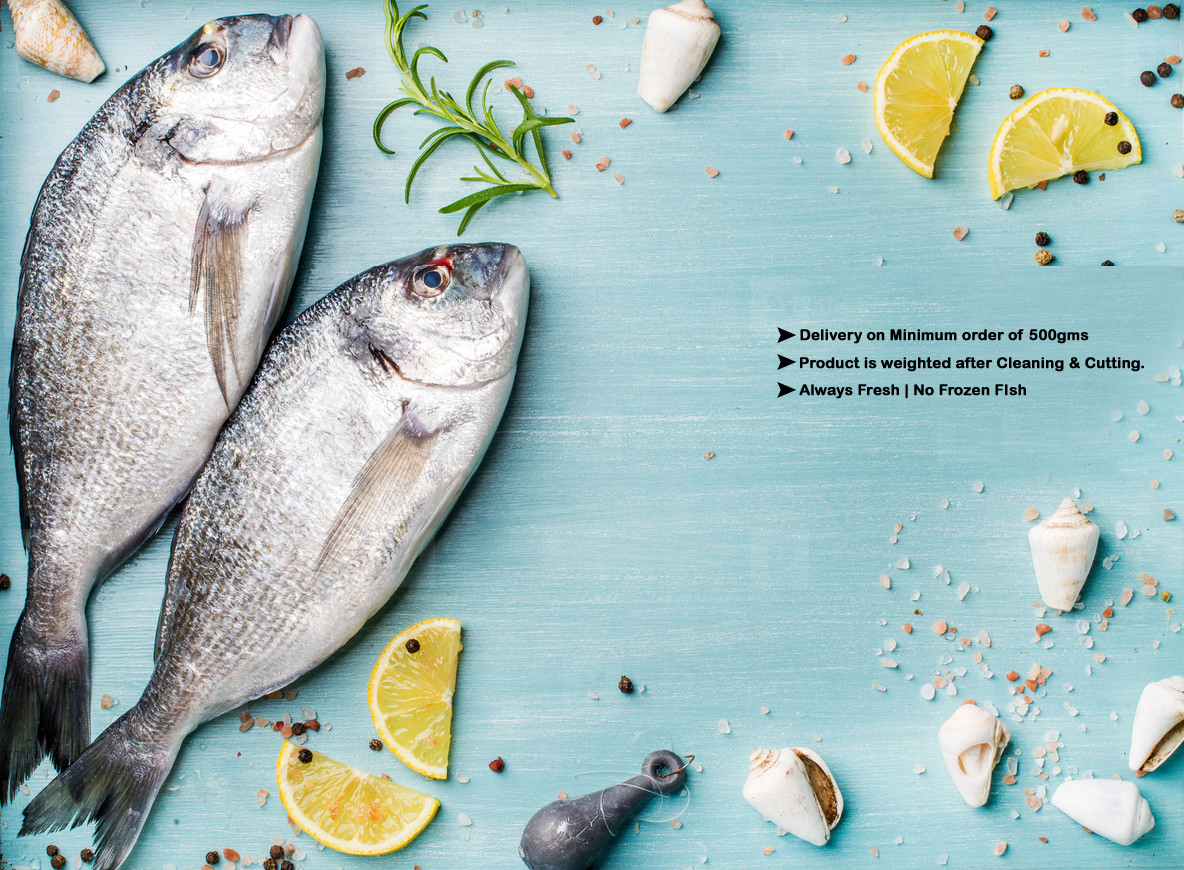 ➤ Delivery on Minimum order of 500gms
➤ Product is weighted after Cleaning & Cutting.
➤ Always Fresh | No Frozen FIsh